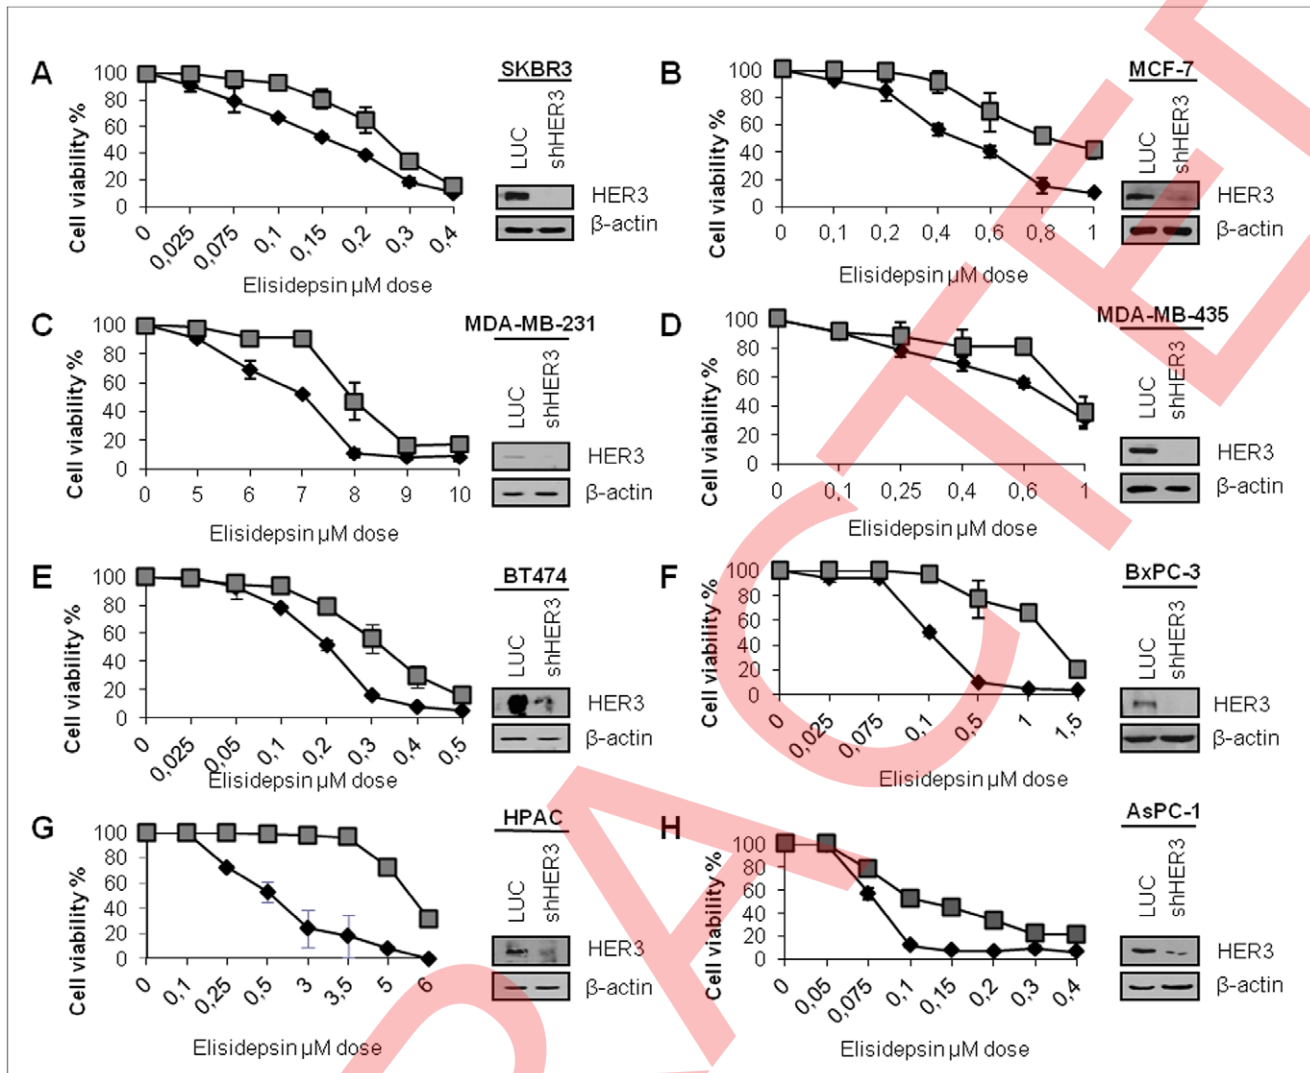 A
SKBR3
Cell viability %
100
80
60
40
20
0
0
0,025
0,075
0,1
0,15
0,2
0,3
0,4
Elisidepsin µM dose
LUC
shHER3
HER3
β-actin
B
MCF-7
Cell viability %
100
80
60
40
20
0
0
0,1
0,2
0,4
0,6
0,8
1
Elisidepsin µM dose
LUC
shHER3
HER3
β-actin
C
MDA-MB-231
Cell viability %
100
80
60
40
20
0
0
5
6
7
8
9
10
Elisidepsin µM dose
LUC
shHER3
HER3
β-actin
D
MDA-MB-435
Cell viability %
100
80
60
40
20
0
0
0,1
0,25
0,4
0,6
1
Elisidepsin µM dose
LUC
shHER3
HER3
β-actin
E
BT474
Cell viability %
100
80
60
40
20
0
0
0,025
0,05
0,1
0,2
0,3
0,4
0,5
Elisidepsin µM dose
LUC
shHER3
HER3
β-actin
F
BxPC-3
Cell viability %
100
80
60
40
20
0
0
0,025
0,075
0,1
0,5
1
1,5
Elisidepsin µM dose
LUC
shHER3
HER3
β-actin
G
HPAC
Cell viability %
100
80
60
40
20
0
0
0,1
0,25
0,5
3
3,5
5
6
Elisidepsin µM dose
LUC
shHER3
HER3
β-actin
H
AsPC-1
Cell viability %
100
80
60
40
20
0
0
0,05
0,075
0,1
0,15
0,2
0,3
0,4
Elisidepsin µM dose
LUC
shHER3
HER3
β-actin